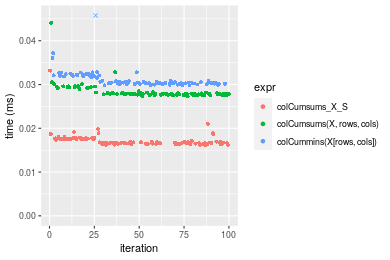 0.04
0.03
0.02
0.01
0.00
time (ms)
0
25
50
75
100
iteration
expr
colCumsums_X_S
colCumsums(X, rows, cols)
colCummins(X[rows, cols])